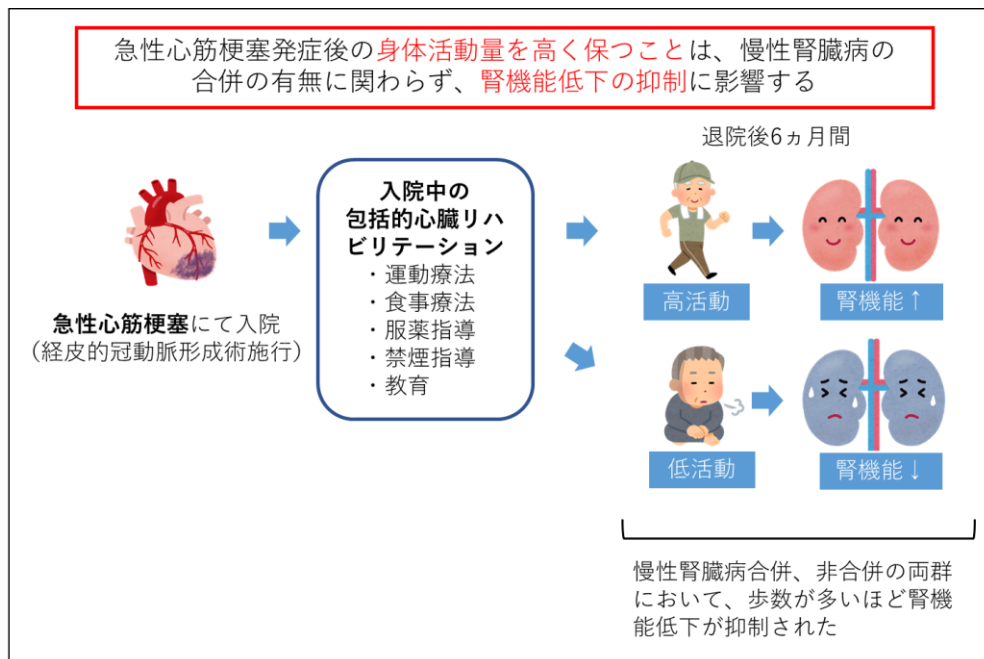 急性心筋梗塞発症後の身体活動量を高く保つことは、慢性腎臓病の
合併の有無に関わらず、腎機能低下の抑制に影響する
退院後6ヵ月間
入院中の
包括的心臓リハ
ビリテーション
・運動療法
・食事療法
・服薬指導
・禁煙指導
・教育
急性心筋梗塞にて入院
(経皮的冠動脈形成術施行)
高活動
腎機能↑
低活動
腎機能↓
慢性腎臓病合併、非合併の両群
において、歩数が多いほど腎機
能低下が抑制された